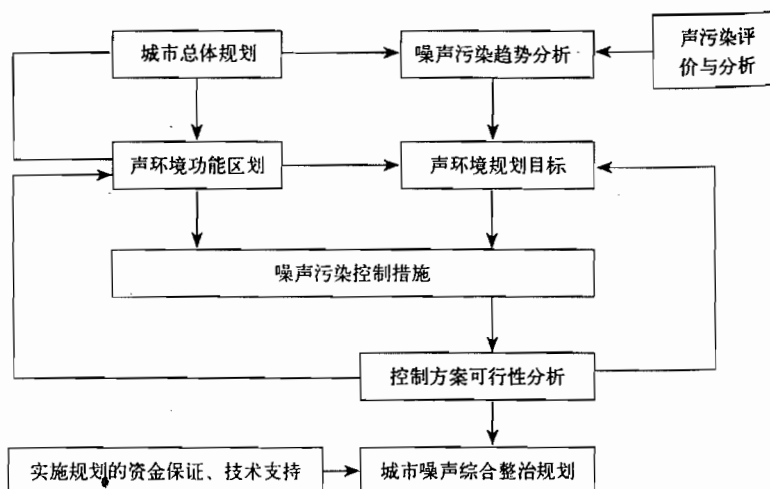 城市总体规划
噪声污染趋势分析
声污染评
价与分析
声环境功能区划
声环境规划目标
噪声污染控制措施
控制方案可行性分析
实施规划的资金保证、技术支持
城市噪声综合整治规划